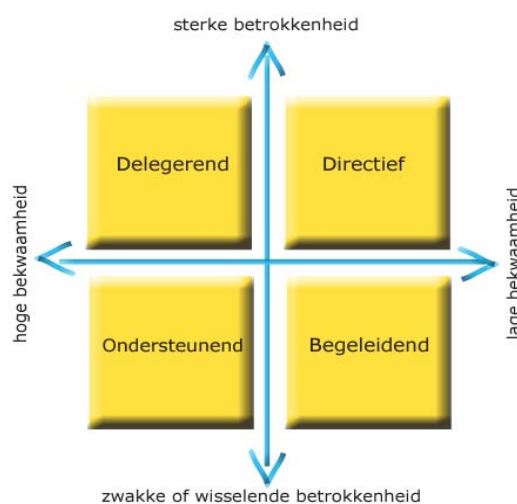 sterke betrokkenheid
Delegerend
Directief
hoge bekwaamheid
lage bekwaamheid
Ondersteunend
Begeleidend
zwakke of wisselende betrokkenheid